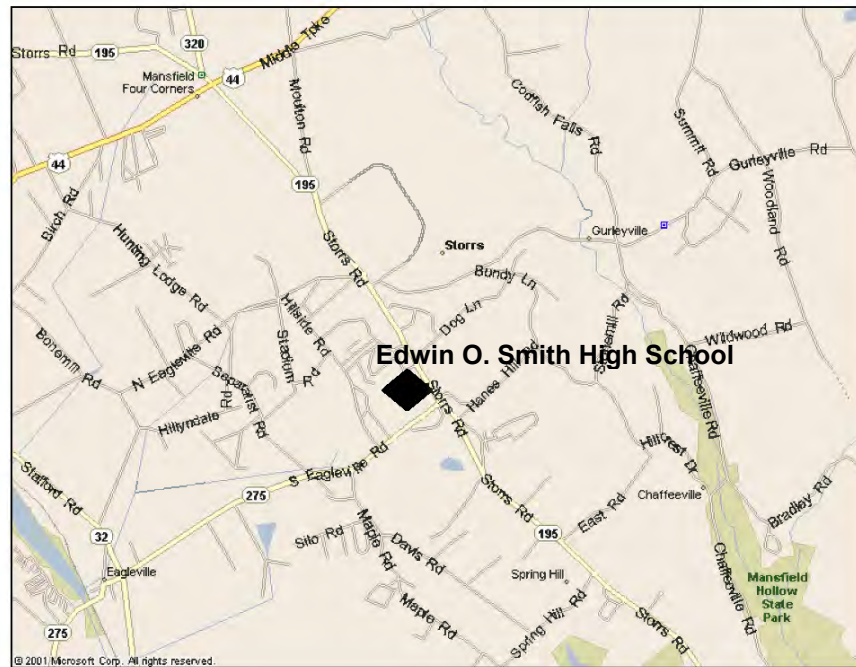 320
Middle Tpke
Storrs Rd
195
Mansfield
Four Corners
44
Moulton Rd
Codfish Falls Rd
Summit Rd
Gurleyville Rd
44
195
Woodland Rd
Birch Rd
Hunting Lodge Rd
Storrs Rd
Storrs
Gurleyville
Bundy Ln
Hillside Rd
Dog Ln
Stadium Rd
Wildwood Rd
Bonemill Rd
N Eagleville Rd
Separatist Rd
Edwin O. Smith High School
Chaffeeville Rd
Storrs Rd
Hillyndale Rd
Hillcrest Dr
S Eagleville Rd
Stafford Rd
275
Storrs Rd
Chaffeeville
East Rd
Bradley Rd
32
Silo Rd
Maple Rd
Davis Rd
195
Chaffeeville Rd
Eagleville
Spring Hill
Mansfield
Hollow
State
Park
Maple Rd
Spring Hill Rd
Storrs Rd
275
© 2001 Microsoft Corp. All rights reserved.